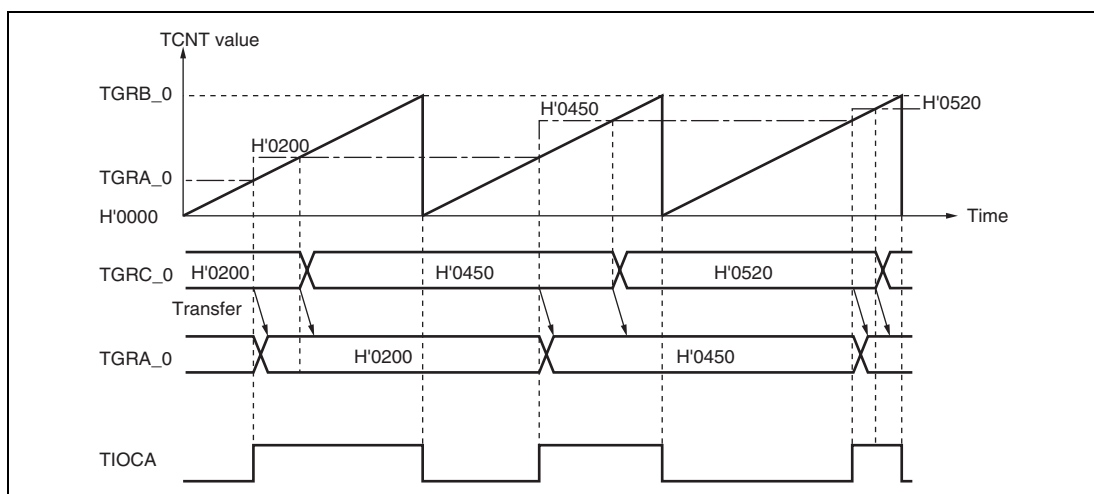 TCNT value
TGRB_0
H'0520
H'0450
H'0200
TGRA_0
H'0000
Time
TGRC_0
H'0200
H'0450
H'0520
Transfer
TGRA_0
H'0200
H'0450
TIOCA